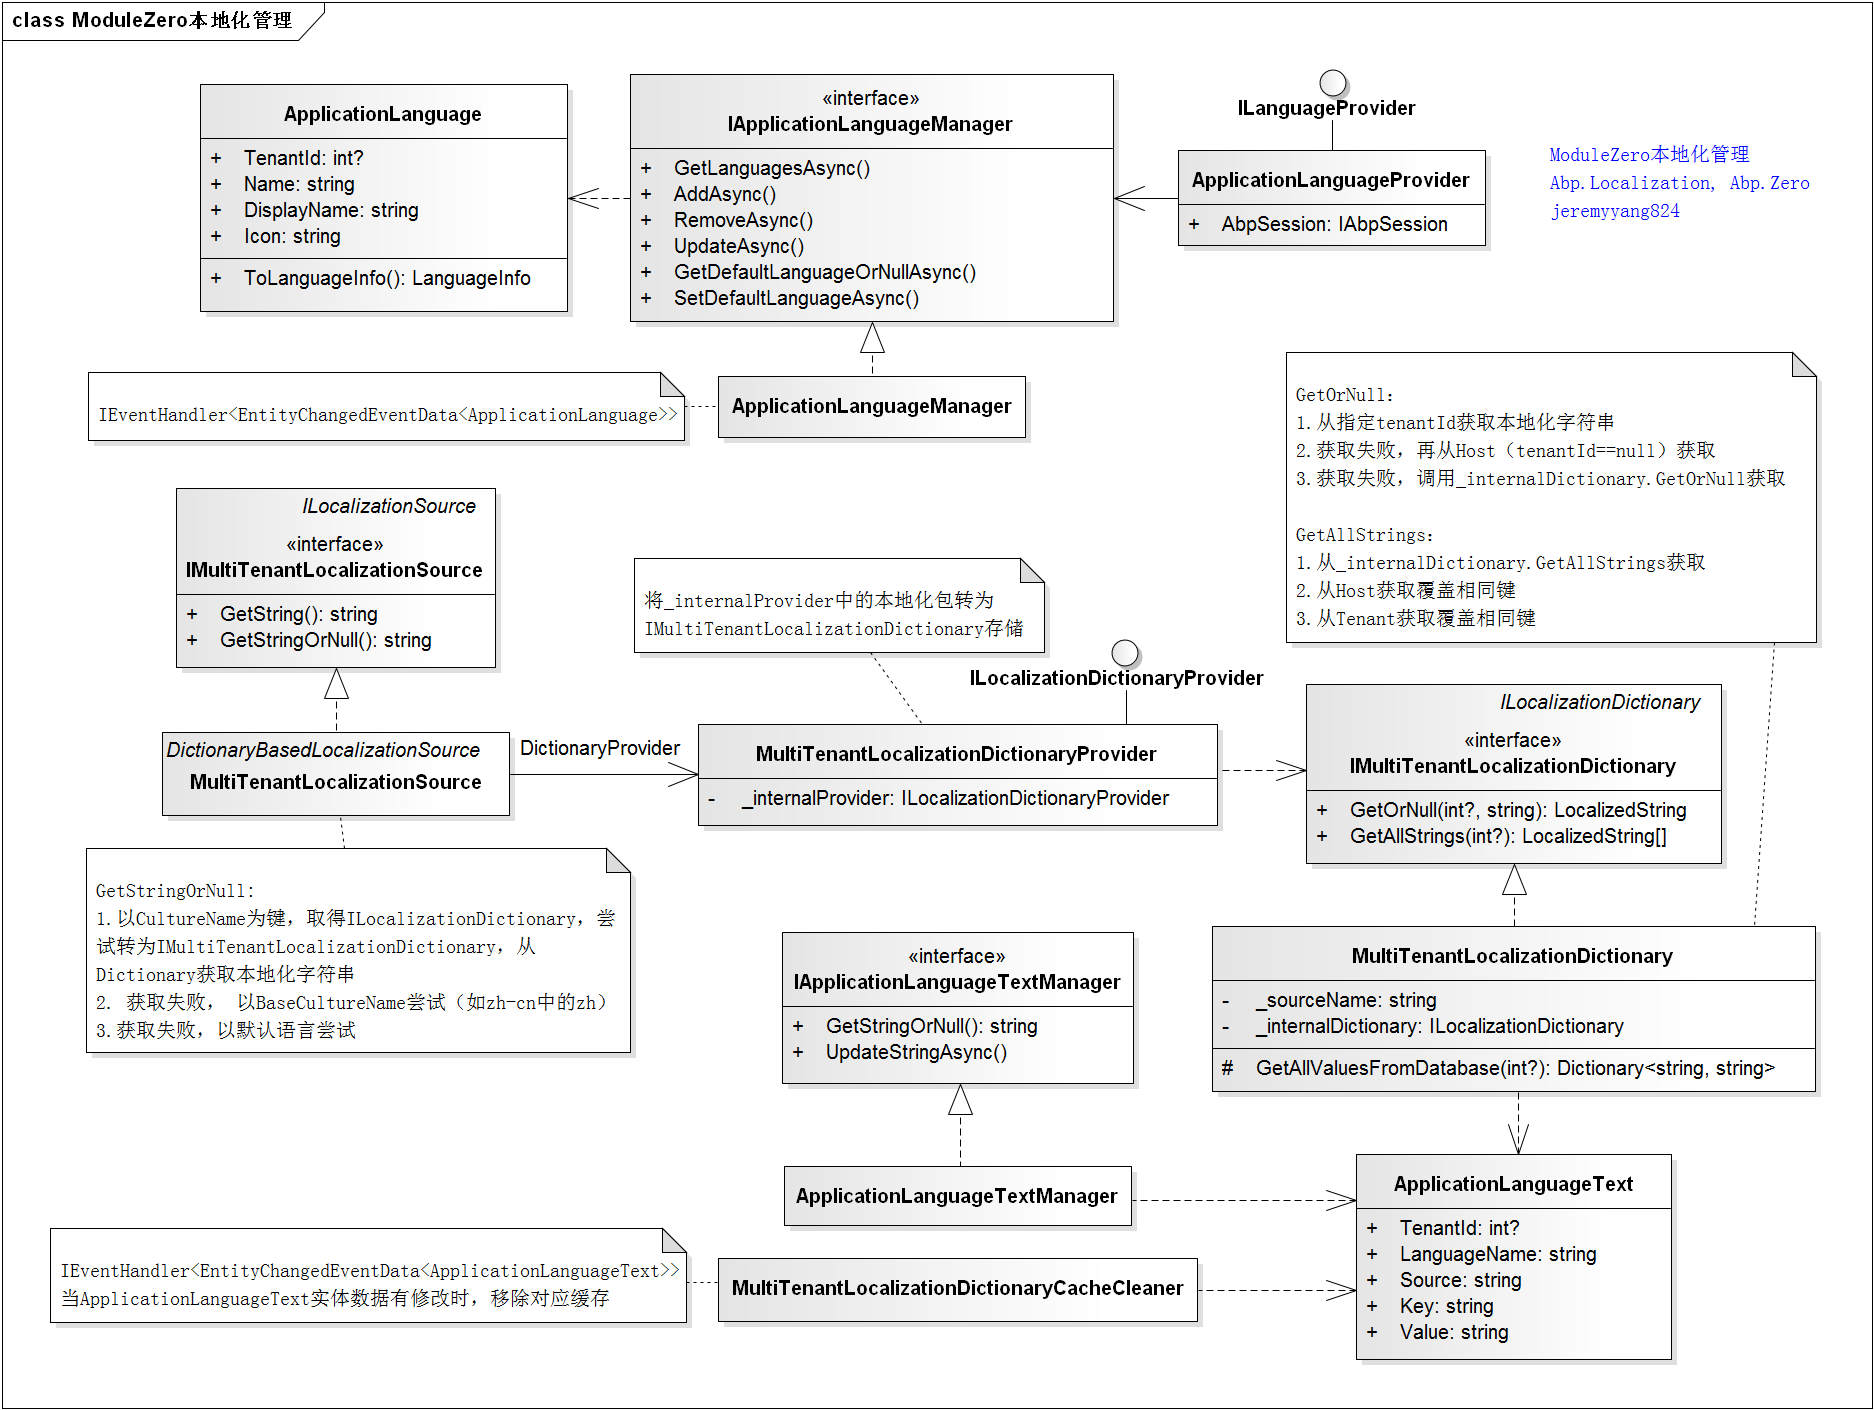 class ModuleZero本地化管理
ApplicationLanguage
+ TenantId: int?
+ Name: string
+ DisplayName: string
+ Icon: string
+ ToLanguageInfo(): LanguageInfo
«interface»
IApplicationLanguageManager
+ GetLanguagesAsync()
+ AddAsync()
+ RemoveAsync()
+ UpdateAsync()
+ GetDefaultLanguageOrNullAsync()
+ SetDefaultLanguageAsync()
ILanguageProvider
ApplicationLanguageProvider
+ AbpSession: IAbpSession
ModuleZero本地化管理
Abp.Localization, Abp.Zero
jeremyyang824
IEventHandler<EntityChangedEventData<ApplicationLanguage>>
ApplicationLanguageManager
GetOrNull:
1.从指定tenantId获取本地化字符串
2.获取失败，再从Host（tenantId==null）获取
3.获取失败，调用_internalDictionary.GetOrNull获取
GetAllStrings:
1.从_internalDictionary.GetAllStrings获取
2.从Host获取覆盖相同键
3.从Tenant获取覆盖相同键
ILocalizationSource
«interface»
IMultiTenantLocalizationSource
+ GetString(): string
+ GetStringOrNull(): string
将_internalProvider中的本地化包转为
IMultiTenantLocalizationDictionary存储
ILocalizationDictionaryProvider
DictionaryBasedLocalizationSource
MultiTenantLocalizationSource
DictionaryProvider
MultiTenantLocalizationDictionaryProvider
- _internalProvider: ILocalizationDictionaryProvider
ILocalizationDictionary
«interface»
IMultiTenantLocalizationDictionary
+ GetOrNull(int?, string): LocalizedString
+ GetAllStrings(int?): LocalizedString[]
GetStringOrNull:
1.以CultureName为键，取得ILocalizationDictionary，尝
试转为IMultiTenantLocalizationDictionary，从
Dictionary获取本地化字符串
2. 获取失败， 以BaseCultureName尝试（如zh-cn中的zh）
3.获取失败，以默认语言尝试
«interface»
IApplicationLanguageTextManager
+ GetStringOrNull(): string
+ UpdateStringAsync()
MultiTenantLocalizationDictionary
- _sourceName: string
- _internalDictionary: ILocalizationDictionary
# GetAllValuesFromDatabase(int?): Dictionary<string, string>
ApplicationLanguageTextManager
ApplicationLanguageText
+ TenantId: int?
+ LanguageName: string
+ Source: string
+ Key: string
+ Value: string
IEventHandler<EntityChangedEventData<ApplicationLanguageText>>
当ApplicationLanguageText实体数据有修改时，移除对应缓存
MultiTenantLocalizationDictionaryCacheCleaner